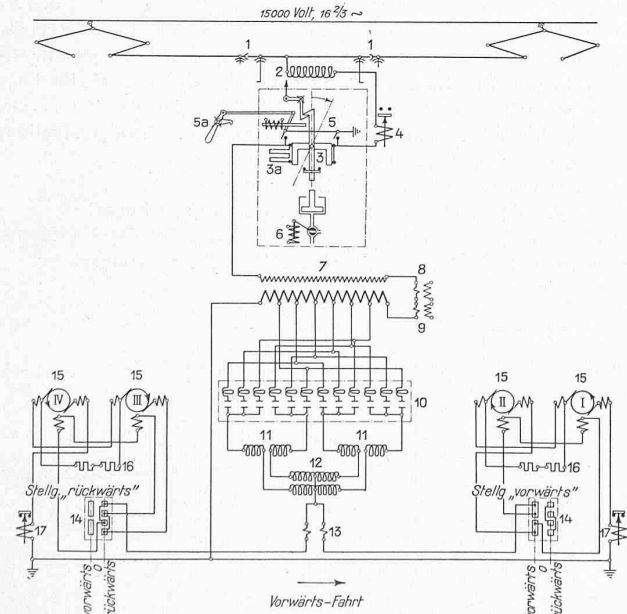 15000 Volt, 16 2/3 ~
1 1
2
5a 5 4
3a 3
6
7
8
9
10
15 15 15 15
IV III II I
11 11
12
16 16
Stellg. „rückwärts" Stellg. „vorwärts"
17 14 13 14 17
vorwärts
0
rückwärts
vorwärts
0
rückwärts
Vorwärts-Fahrt